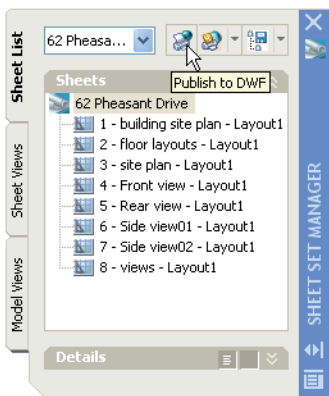 Sheet List
62 Pheasa...
Sheets
Publish to DWF
62 Pheasant Drive
1 - building site plan - Layout1
2 - floor layouts - Layout1
3 - site plan - Layout1
4 - Front view - Layout1
5 - Rear view - Layout1
6 - Side view01 - Layout1
7 - Side view02 - Layout1
8 - views - Layout1
Sheet Views
Model Views
Details
SHEET SET MANAGER